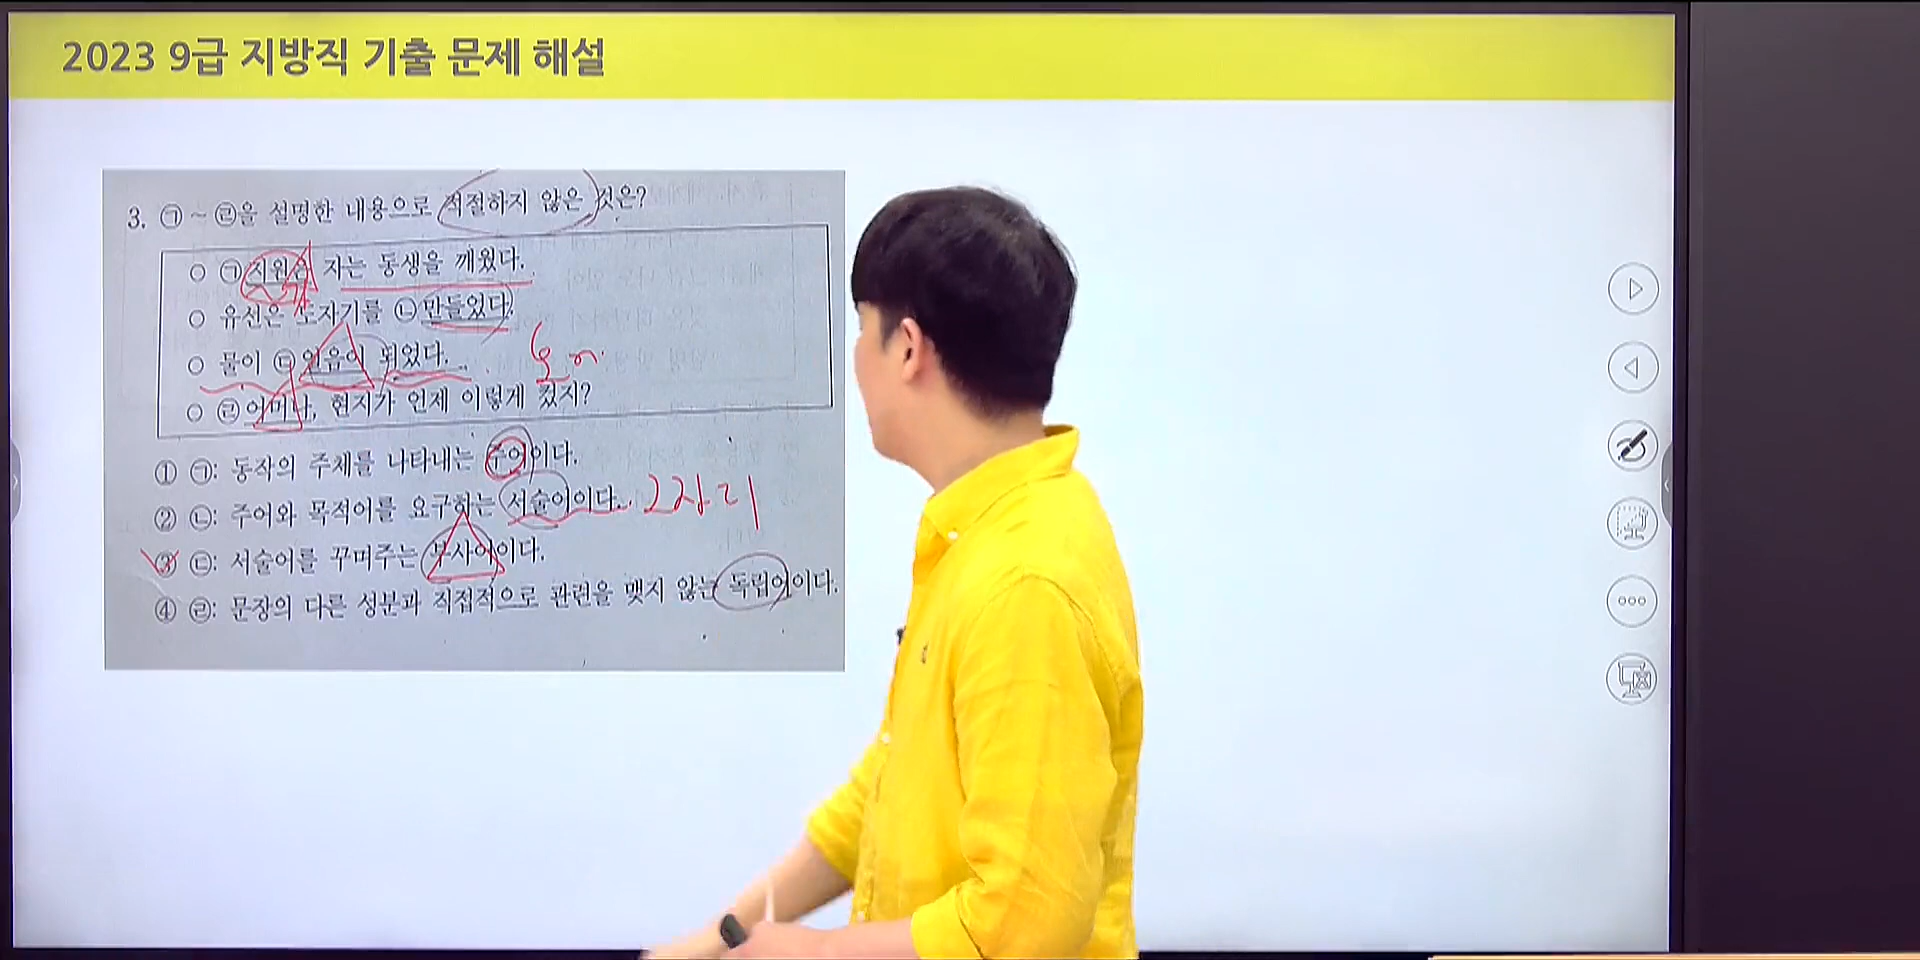 2023 9급 지방직 기출 문제 해설
3. ㉠~㉣을 설명한 내용으로 적절하지 않은 것은?
○ ㉠ 지원은 자는 동생을 깨웠다.
○ 유선은 도자기를 ㉡ 만들었다.
○ 물이 ㉢ 얼음이 되었다.
○ ㉣ 어머나, 현지가 언제 이렇게 컸지?
① ㉠: 동작의 주체를 나타내는 주어이다.
② ㉡: 주어와 목적어를 요구하는 서술어이다. 2자리
③ ㉢: 서술어를 꾸며주는 부사어이다.
④ ㉣: 문장의 다른 성분과 직접적으로 관련을 맺지 않는 독립어이다.